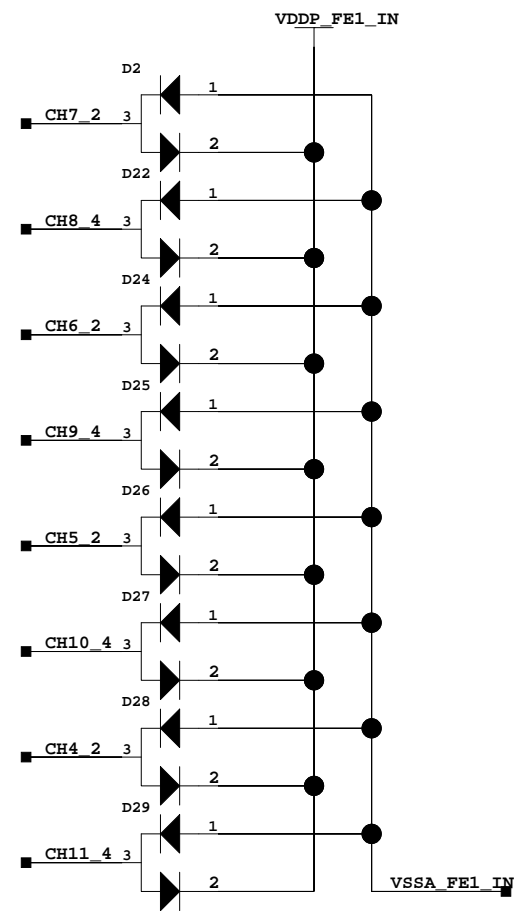 VDDP_FE1_IN
D2
1
CH7_2 3
2
D22
1
CH8_4 3
2
D24
1
CH6_2 3
2
D25
1
CH9_4 3
2
D26
1
CH5_2 3
2
D27
1
CH10_4 3
2
D28
1
CH4_2 3
2
D29
1
CH11_4 3
2
VSSA_FE1_IN